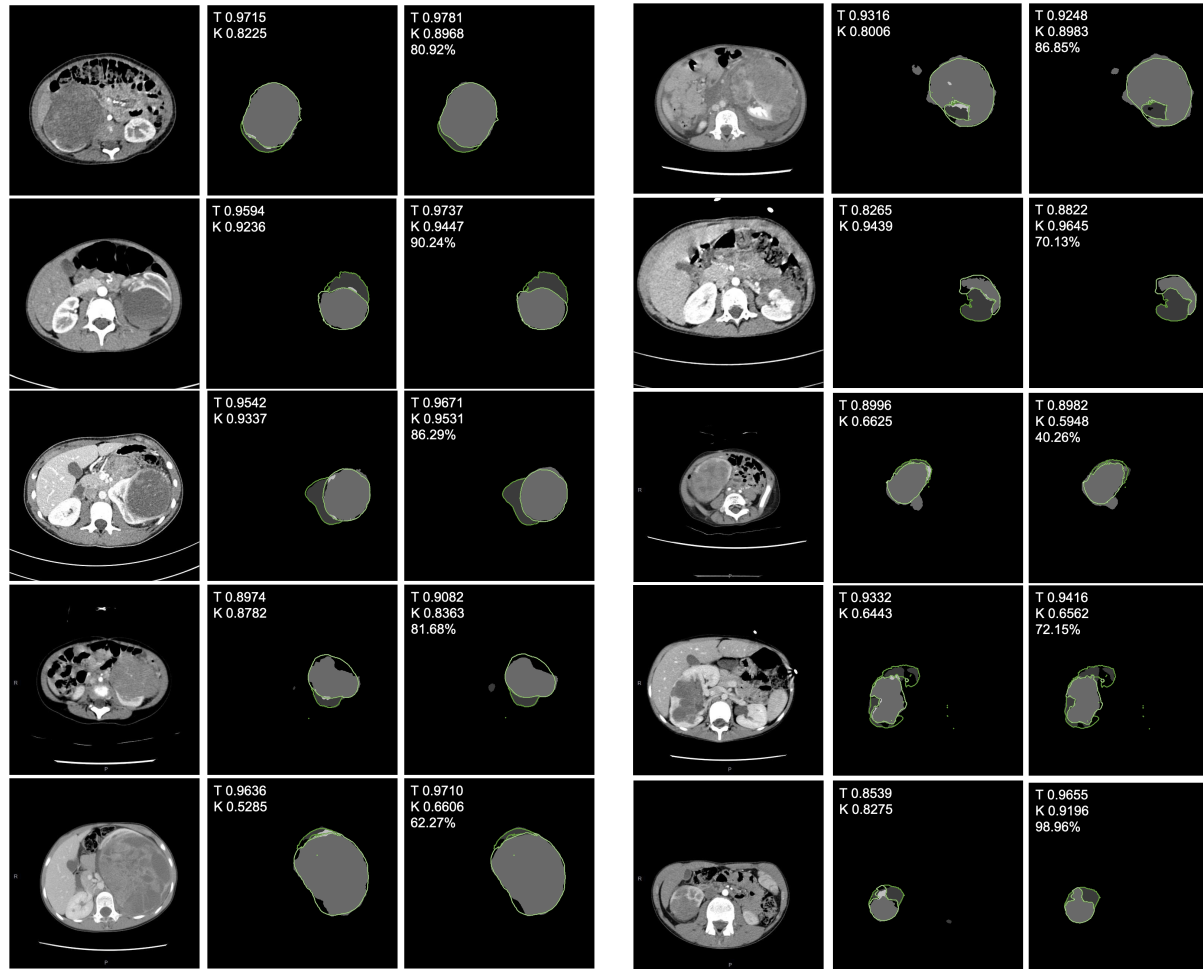 T 0.9715
K 0.8225
T 0.9781
K 0.8968
80.92%
T 0.9594
K 0.9236
T 0.9737
K 0.9447
90.24%
T 0.9542
K 0.9337
T 0.9671
K 0.9531
86.29%
R
T 0.8974
K 0.8782
T 0.9082
K 0.8363
81.68%
P
R
T 0.9636
K 0.5285
T 0.9710
K 0.6606
62.27%
P
T 0.9316
K 0.8006
T 0.9248
K 0.8983
86.85%
T 0.8265
K 0.9439
T 0.8822
K 0.9645
70.13%
R
T 0.8996
K 0.6625
T 0.8982
K 0.5948
40.26%
R
T 0.9332
K 0.6443
T 0.9416
K 0.6562
72.15%
P
R
T 0.8539
K 0.8275
T 0.9655
K 0.9196
98.96%
P